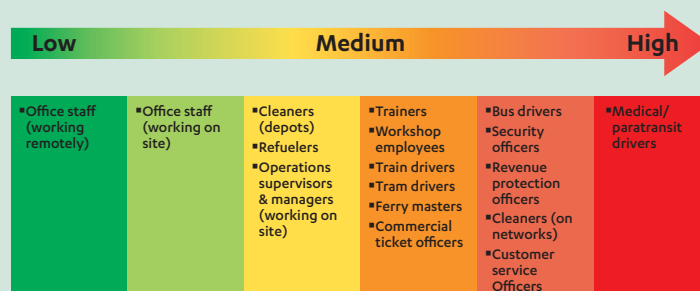 Low Medium High
▪Office staff
(working
remotely)
▪Office staff
(working on
site)
▪Cleaners
(depots)
▪Refuelers
▪Operations
supervisors
& managers
(working on
site)
▪Trainers
▪Workshop
employees
▪Train drivers
▪Tram drivers
▪Ferry masters
▪Commercial
ticket officers
▪Bus drivers
▪Security
officers
▪Revenue
protection
officers
▪Cleaners (on
networks)
▪Customer
service
Officers
▪Medical/
paratransit
drivers